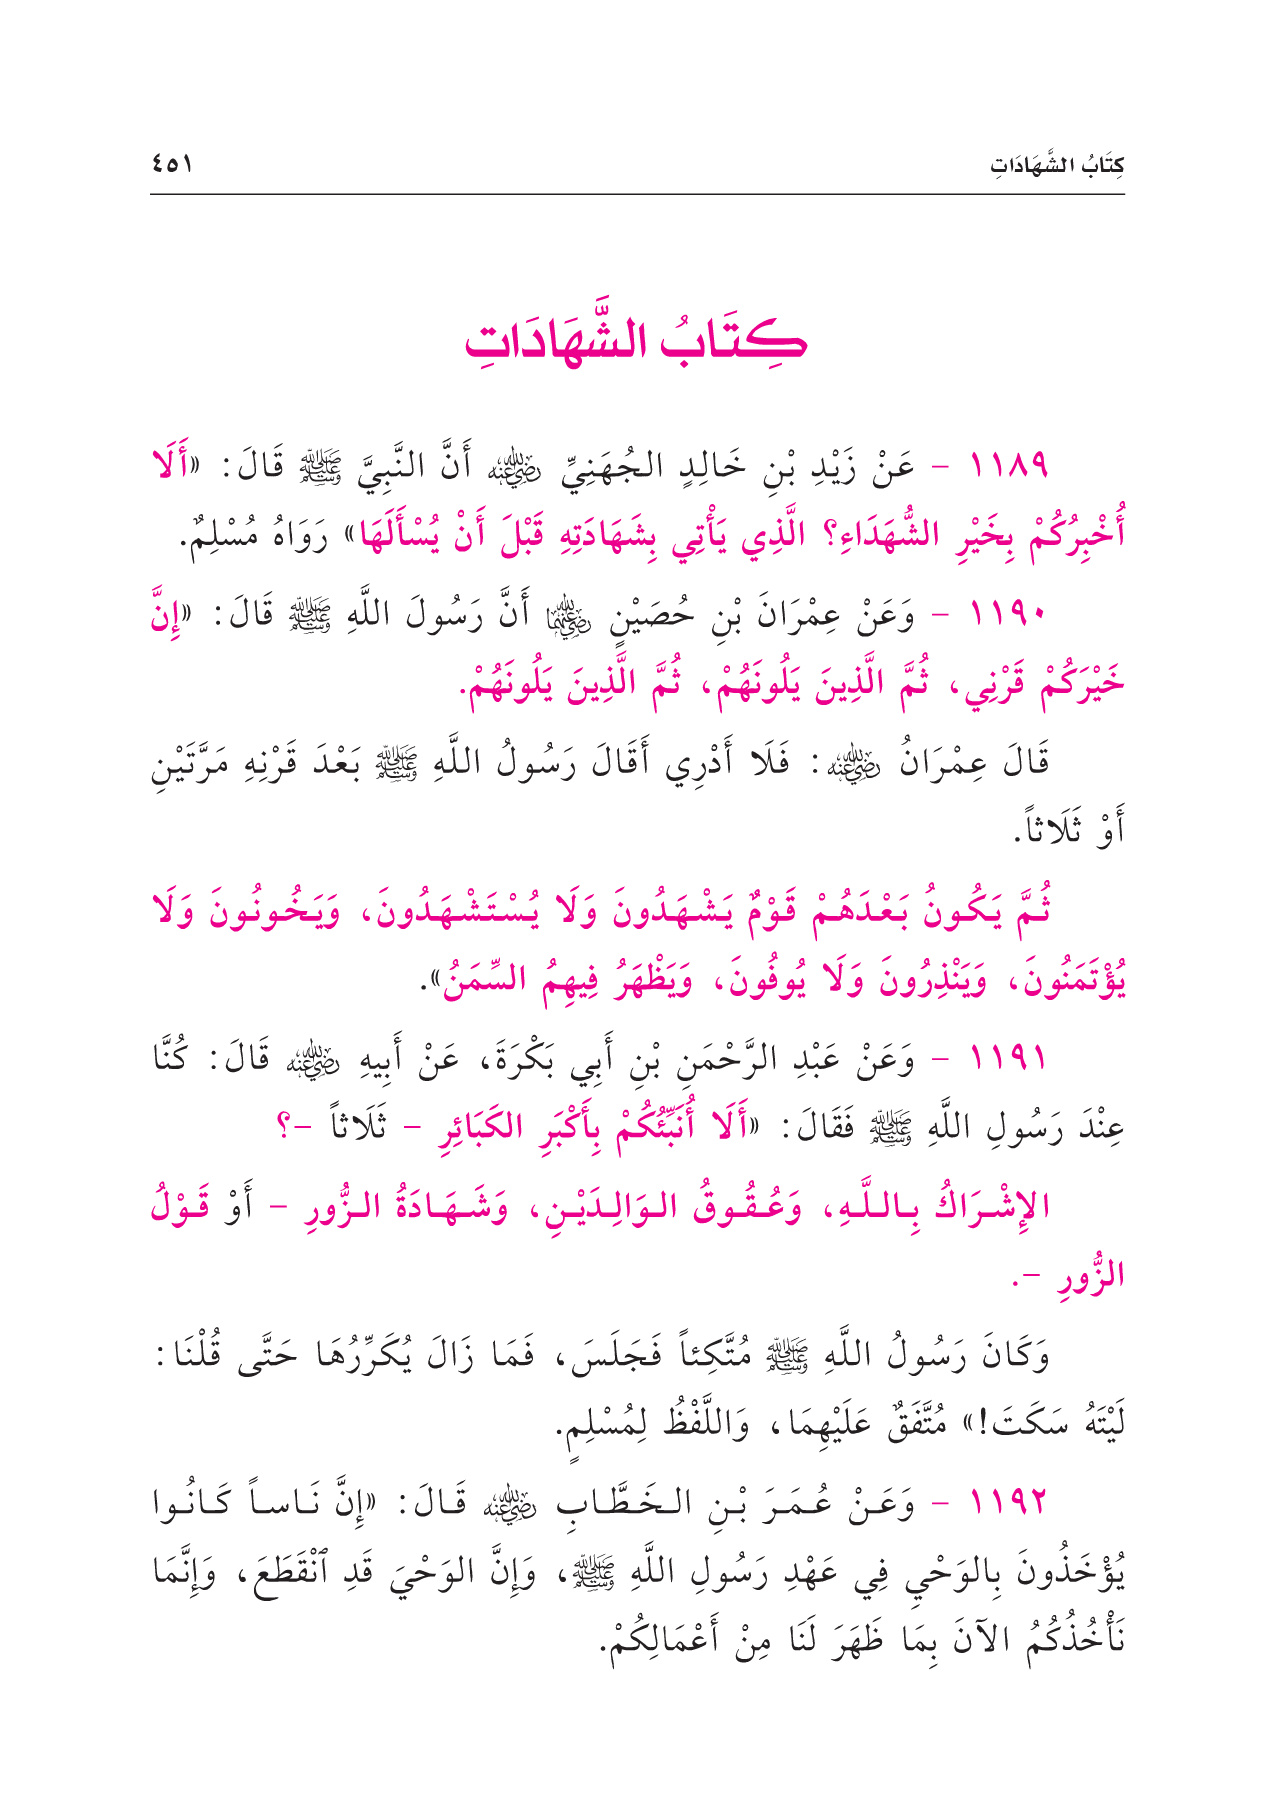 كِتَابُ الشَّهَادَاتِ ٤٥١
كِتَابُ الشَّهَادَاتِ
١١٨٩ - عَنْ زَيْدِ بْنِ خَالِدٍ الجُهَنِيِّ رضي الله عنه أَنَّ النَّبِيَّ ﷺ قَالَ: «أَلَا
أُخْبِرُكُمْ بِخَيْرِ الشُّهَدَاءِ؟ الَّذِي يَأْتِي بِشَهَادَتِهِ قَبْلَ أَنْ يُسْأَلَهَا» رَوَاهُ مُسْلِمٌ.
١١٩٠ - وَعَنْ عِمْرَانَ بْنِ حُصَيْنٍ رضي الله عنهما أَنَّ رَسُولَ اللَّهِ ﷺ قَالَ: «إِنَّ
خَيْرَكُمْ قَرْنِي، ثُمَّ الَّذِينَ يَلُونَهُمْ، ثُمَّ الَّذِينَ يَلُونَهُمْ.
قَالَ عِمْرَانُ رضي الله عنه: فَلَا أَدْرِي أَقَالَ رَسُولُ اللَّهِ ﷺ بَعْدَ قَرْنِهِ مَرَّتَيْنِ
أَوْ ثَلَاثاً.
ثُمَّ يَكُونُ بَعْدَهُمْ قَوْمٌ يَشْهَدُونَ وَلَا يُسْتَشْهَدُونَ، وَيَخُونُونَ وَلَا
يُؤْتَمَنُونَ، وَيَنْذِرُونَ وَلَا يُوفُونَ، وَيَظْهَرُ فِيهِمُ السِّمَنُ».
١١٩١ - وَعَنْ عَبْدِ الرَّحْمَنِ بْنِ أَبِي بَكْرَةَ، عَنْ أَبِيهِ رضي الله عنه قَالَ: كُنَّا
عِنْدَ رَسُولِ اللَّهِ ﷺ فَقَالَ: «أَلَا أُنَبِّئُكُمْ بِأَكْبَرِ الكَبَائِرِ - ثَلَاثاً -؟
الإِشْرَاكُ بِاللَّهِ، وَعُقُوقُ الوَالِدَيْنِ، وَشَهَادَةُ الزُّورِ - أَوْ قَوْلُ
الزُّورِ -.
وَكَانَ رَسُولُ اللَّهِ ﷺ مُتَّكِئاً فَجَلَسَ، فَمَا زَالَ يُكَرِّرُهَا حَتَّى قُلْنَا:
لَيْتَهُ سَكَتَ!» مُتَّفَقٌ عَلَيْهِمَا، وَاللَّفْظُ لِمُسْلِمٍ.
١١٩٢ - وَعَنْ عُمَرَ بْنِ الخَطَّابِ رضي الله عنه قَالَ: «إِنَّ نَاساً كَانُوا
يُؤْخَذُونَ بِالوَحْيِ فِي عَهْدِ رَسُولِ اللَّهِ ﷺ، وَإِنَّ الوَحْيَ قَدِ ٱنْقَطَعَ، وَإِنَّمَا
نَأْخُذُكُمُ الآنَ بِمَا ظَهَرَ لَنَا مِنْ أَعْمَالِكُمْ.